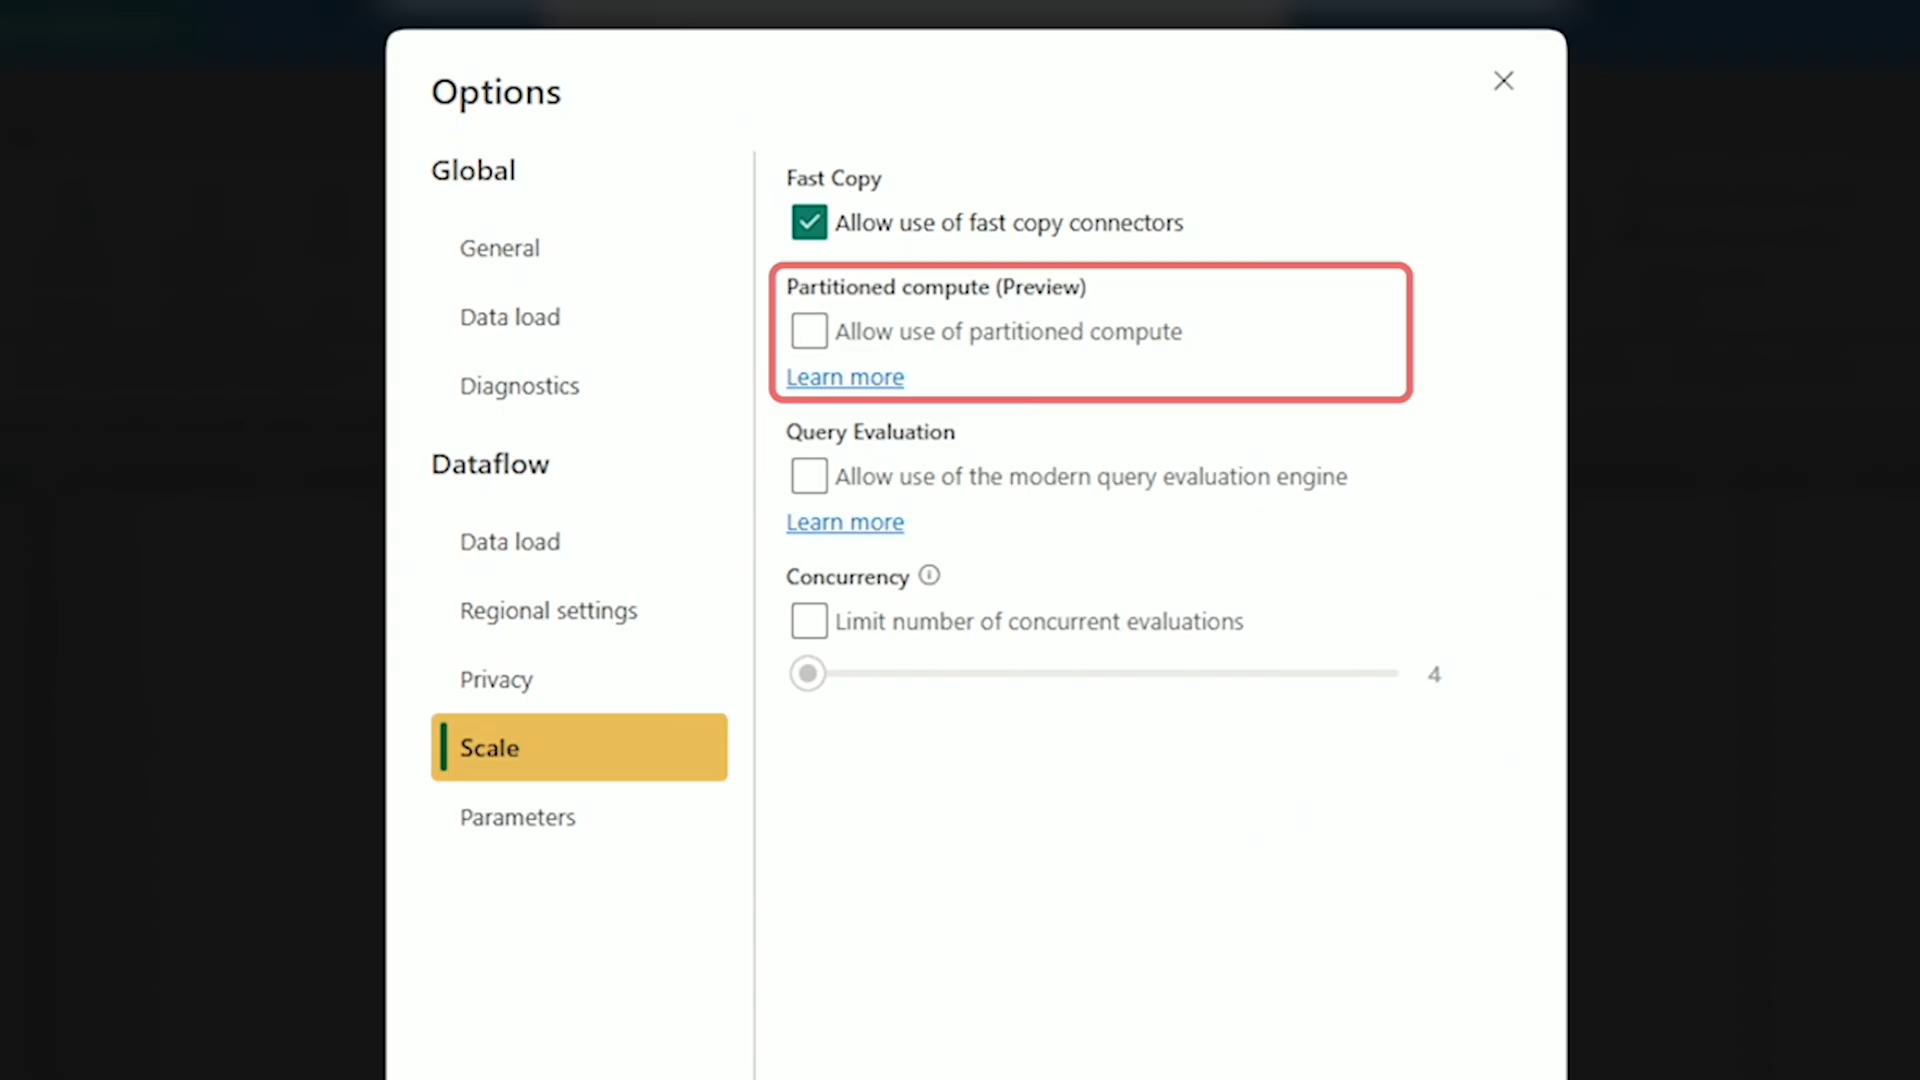 Options
Global
General
Data load
Diagnostics
Dataflow
Data load
Regional settings
Privacy
Scale
Parameters
Fast Copy
Allow use of fast copy connectors
Partitioned compute (Preview)
Allow use of partitioned compute
Learn more
Query Evaluation
Allow use of the modern query evaluation engine
Learn more
Concurrency
Limit number of concurrent evaluations
4